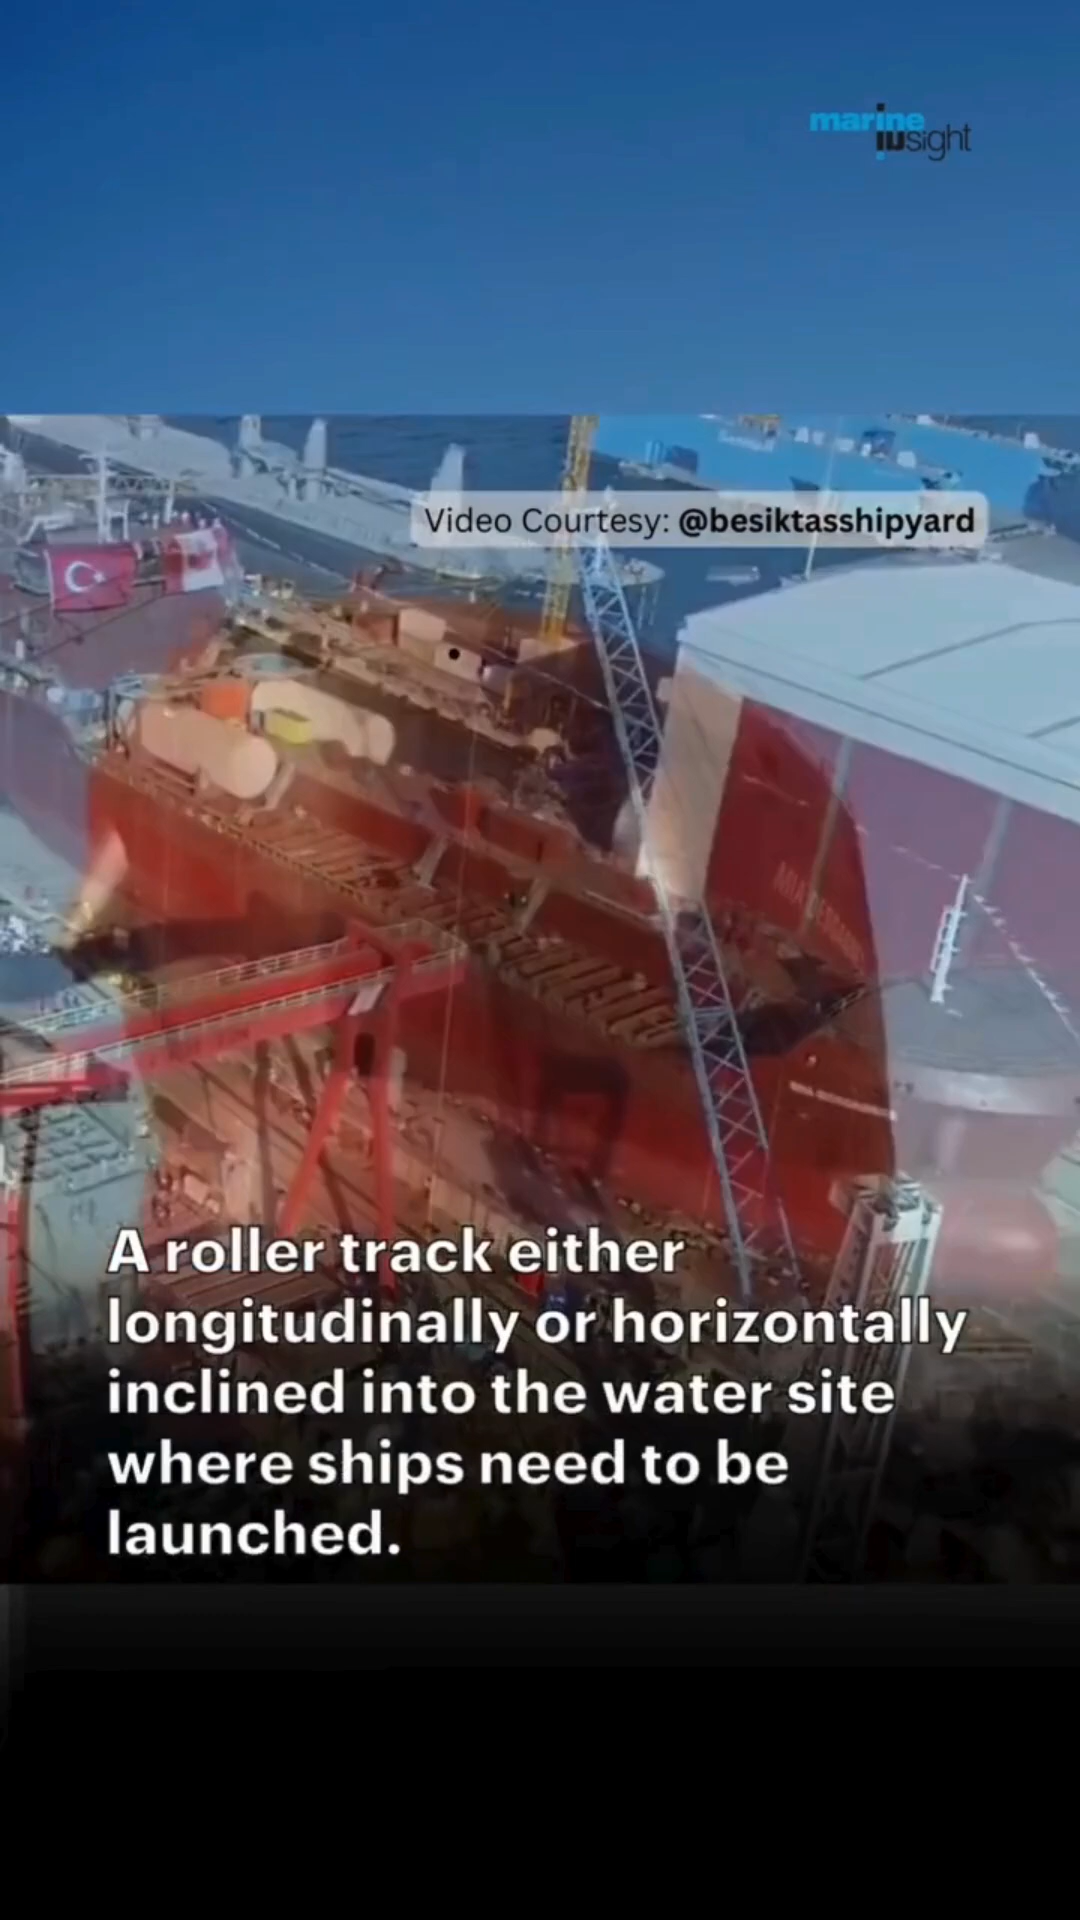 marine
insight
Video Courtesy: @besiktasshipyard
A roller track either
longitudinally or horizontally
inclined into the water site
where ships need to be
launched.